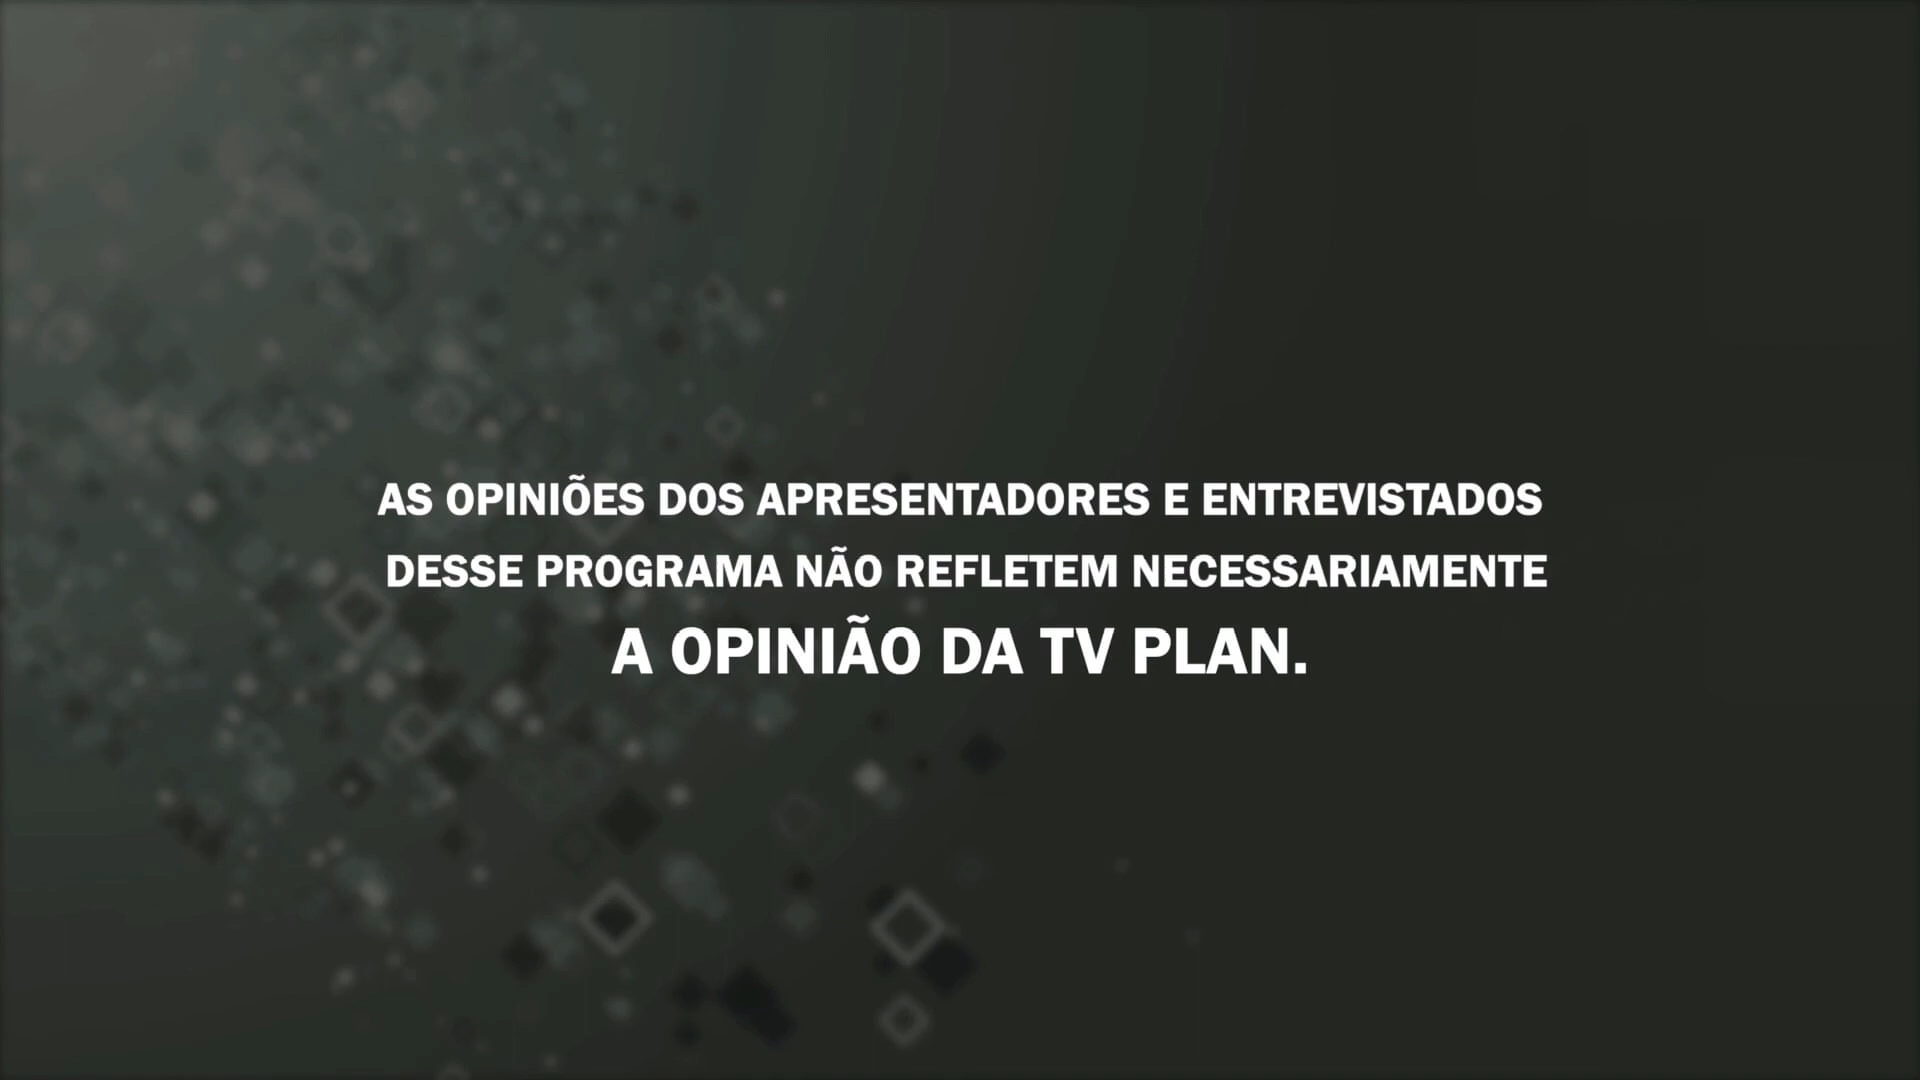 AS OPINIÕES DOS APRESENTADORES E ENTREVISTADOS
DESSE PROGRAMA NÃO REFLETEM NECESSARIAMENTE
A OPINIÃO DA TV PLAN.